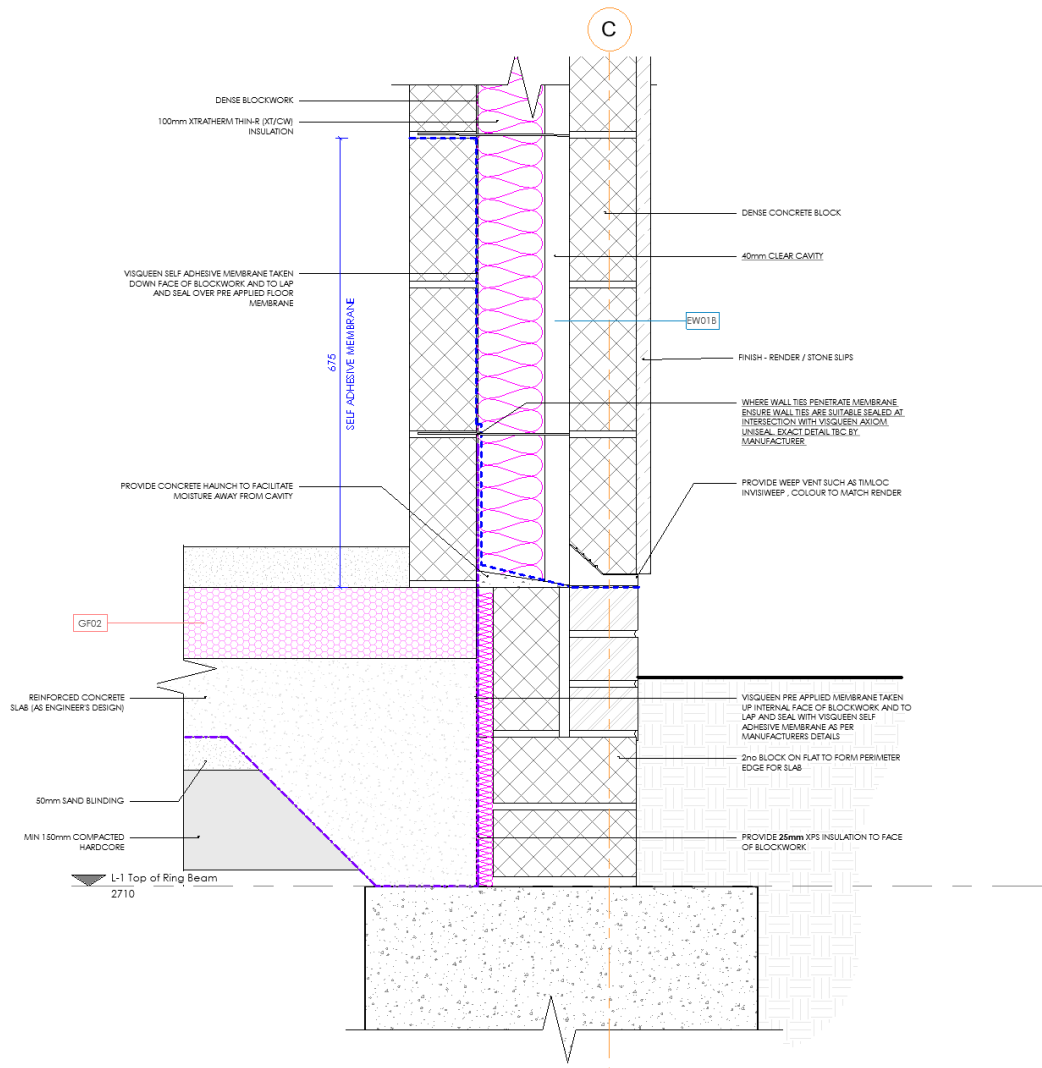 C
DENSE BLOCKWORK
100mm XTRATHERM THIN-R (XT/CW)
INSULATION
DENSE CONCRETE BLOCK
40mm CLEAR CAVITY
VISQUEEN SELF ADHESIVE MEMBRANE TAKEN
DOWN FACE OF BLOCKWORK AND TO LAP
AND SEAL OVER PRE APPLIED FLOOR
MEMBRANE
675
SELF ADHESIVE MEMBRANE
EW01B
FINISH - RENDER / STONE SLIPS
WHERE WALL TIES PENETRATE MEMBRANE
ENSURE WALL TIES ARE SUITABLE SEALED AT
INTERSECTION WITH VISQUEEN AXIOM
UNISEAL. EXACT DETAIL TBC BY
MANUFACTURER
PROVIDE CONCRETE HAUNCH TO FACILITATE
MOISTURE AWAY FROM CAVITY
PROVIDE WEEP VENT SUCH AS TIMLOC
INVISIWEEP , COLOUR TO MATCH RENDER
GF02
REINFORCED CONCRETE
SLAB (AS ENGINEER'S DESIGN)
VISQUEEN PRE APPLIED MEMBRANE TAKEN
UP INTERNAL FACE OF BLOCKWORK AND TO
LAP AND SEAL WITH VISQUEEN SELF
ADHESIVE MEMBRANE AS PER
MANUFACTURERS DETAILS
2no BLOCK ON FLAT TO FORM PERIMETER
EDGE FOR SLAB
50mm SAND BLINDING
MIN 150mm COMPACTED
HARDCORE
PROVIDE 25mm XPS INSULATION TO FACE
OF BLOCKWORK
L-1 Top of Ring Beam
2710